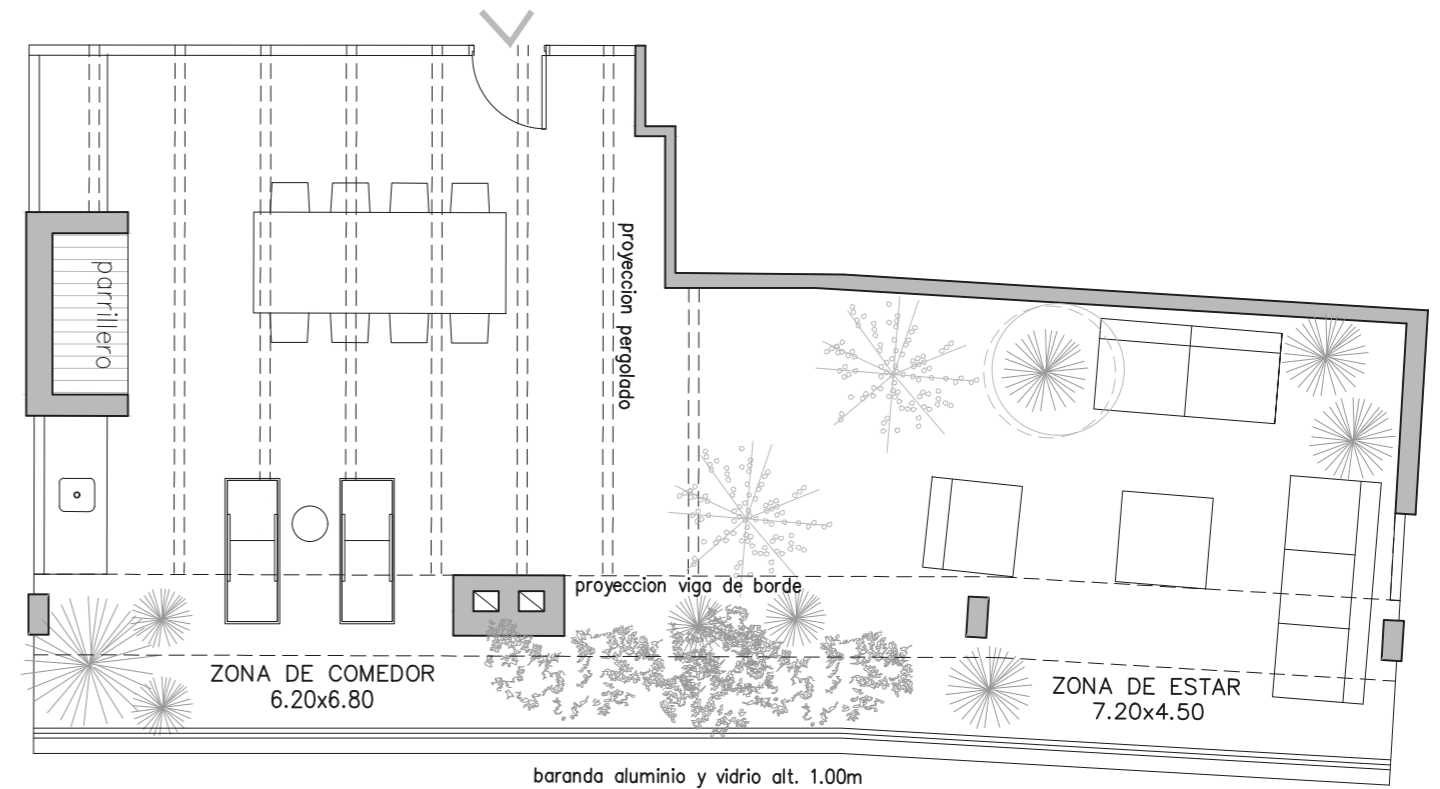 parrillero
proyeccion pergolado
proyeccion viga de borde
ZONA DE COMEDOR
6.20x6.80
ZONA DE ESTAR
7.20x4.50
baranda aluminio y vidrio alt. 1.00m